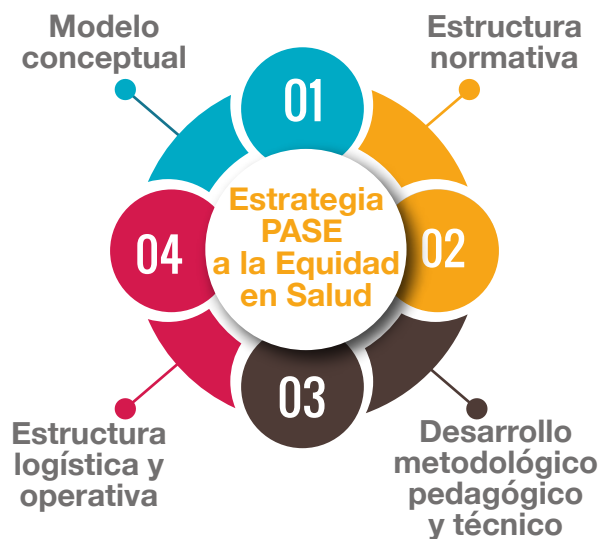 Modelo
conceptual
Estructura
normativa
01
Estrategia
PASE
a la Equidad
en Salud
04
02
03
Estructura
logística y
operativa
Desarrollo
metodológico
pedagógico
y técnico